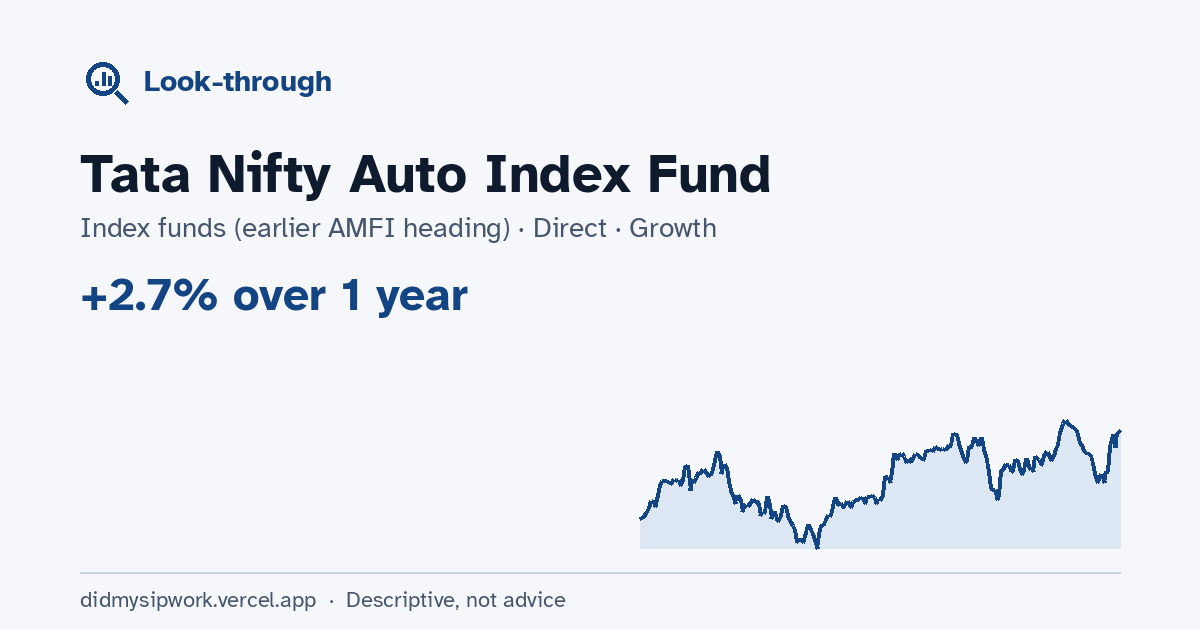 Look-through
Tata Nifty Auto Index Fund
Index funds (earlier AMFI heading) · Direct · Growth
+2.7% over 1 year
didmysipwork.vercel.app · Descriptive, not advice